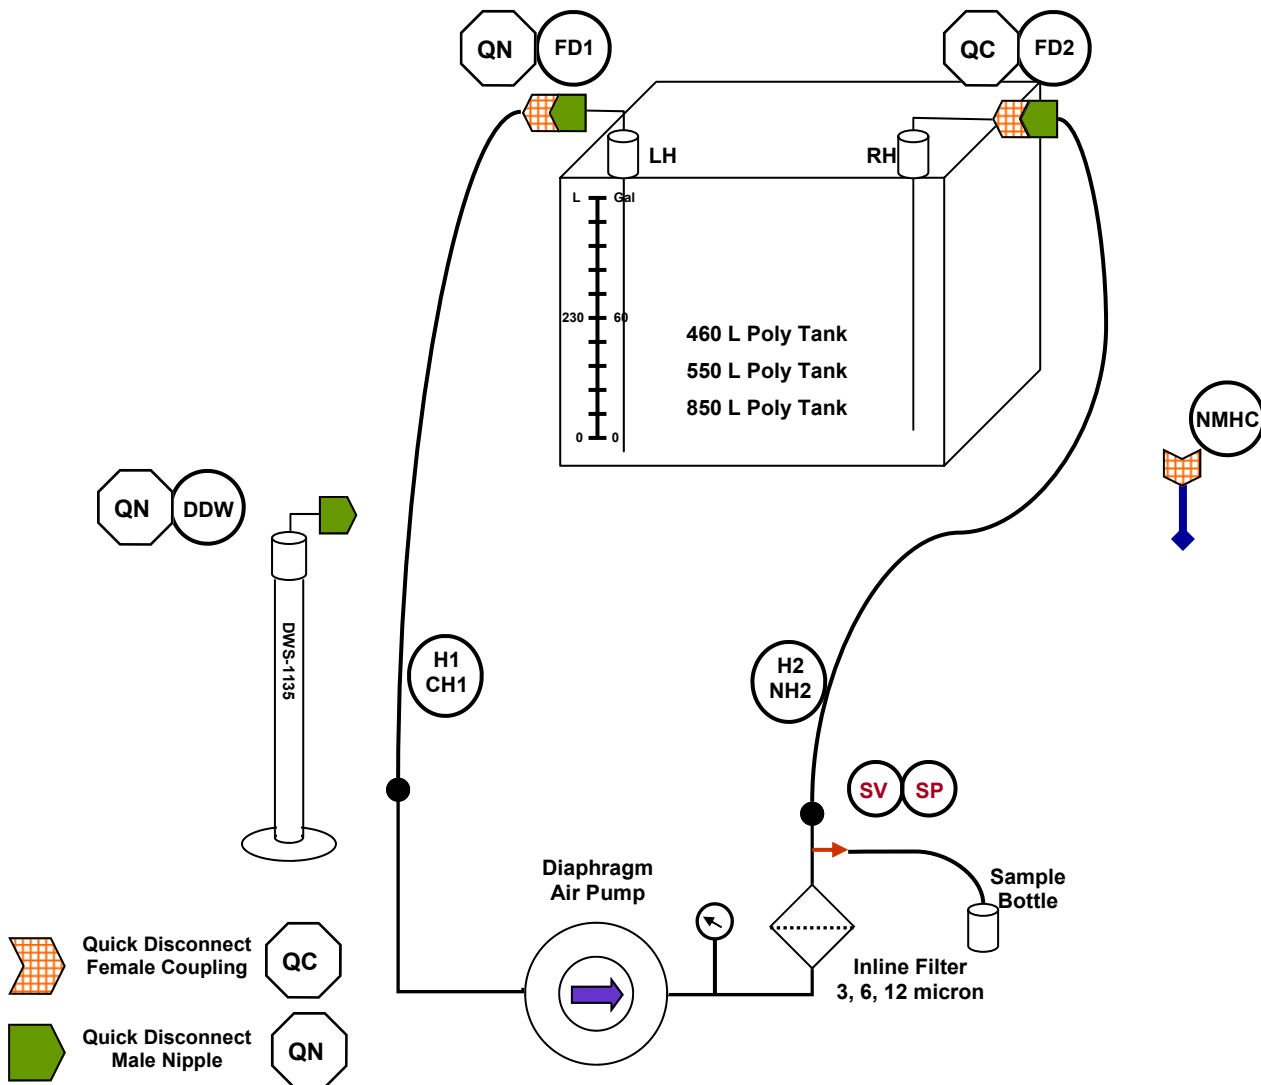 QN FD1
QC FD2
LH
RH
L Gal
230 60
0 0
460 L Poly Tank
550 L Poly Tank
850 L Poly Tank
NMHC
QN DDW
DWS-1135
H1
CH1
H2
NH2
SV SP
Diaphragm
Air Pump
Sample
Bottle
Inline Filter
3, 6, 12 micron
Quick Disconnect
Female Coupling
QC
Quick Disconnect
Male Nipple
QN